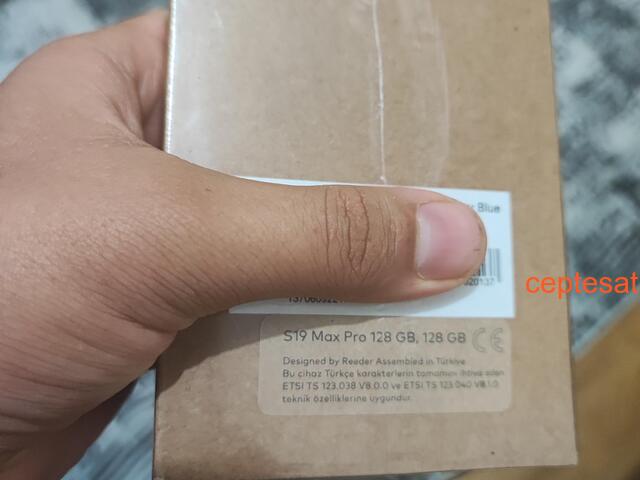 Blue
020137
ceptesat
S19 Max Pro 128 GB, 128 GB CE
Designed by Reeder Assembled in Türkiye
Bu cihaz Türkçe karakterlerin tamamını ihtiva eden
ETSI TS 123.038 V8.0.0 ve ETSI TS 123.040 V8.1.0
teknik özelliklerine uygundur.